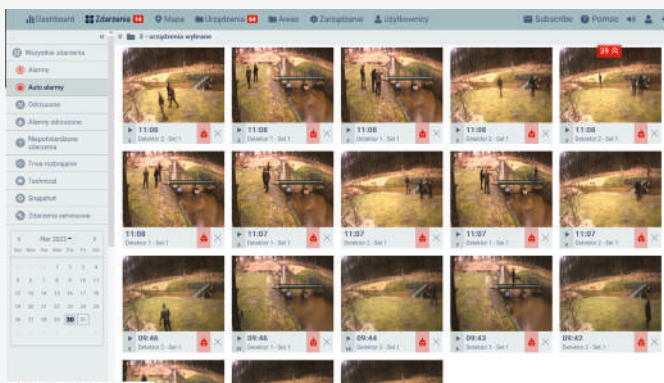 Dashboard Zdarzenia 14 Mapa Urządzenia 64 Areas Zarządzanie Użytkownicy Subscribe Pomoc
« « 3 - urządzenia wybrane
39
Wszystkie zdarzenia
Alarmy
Auto alarmy
Odrzucone
Alarmy odrzucone
Niepotwierdzone zdarzenia
Trwa rozbrajanie
Technical
Snapshot
Zdarzenia serwisowe
11:08
Detektor 2 - Set 1
11:08
Detektor 1 - Set 1
11:08
Detektor 1 - Set 1
11:08
Detektor 2 - Set 1
11:08
Detektor 2 - Set 1
11:08
Detektor 1 - Set 1
11:07
Detektor 1 - Set 1
11:07
Detektor 2 - Set 1
11:07
Detektor 1 - Set 1
11:07
Detektor 2 - Set 1
Mar 2023
Sun Mon Tue Wed Thu Fri Sat
1 2 3 4
5 6 7 8 9 10 11
12 13 14 15 16 17 18
19 20 21 22 23 24 25
26 27 28 29 30 31
09:46
Detektor 2 - Set 1
09:46
Detektor 1 - Set 1
09:44
Detektor 2 - Set 1
09:43
Detektor 1 - Set 1
09:42
Detektor 2 - Set 1